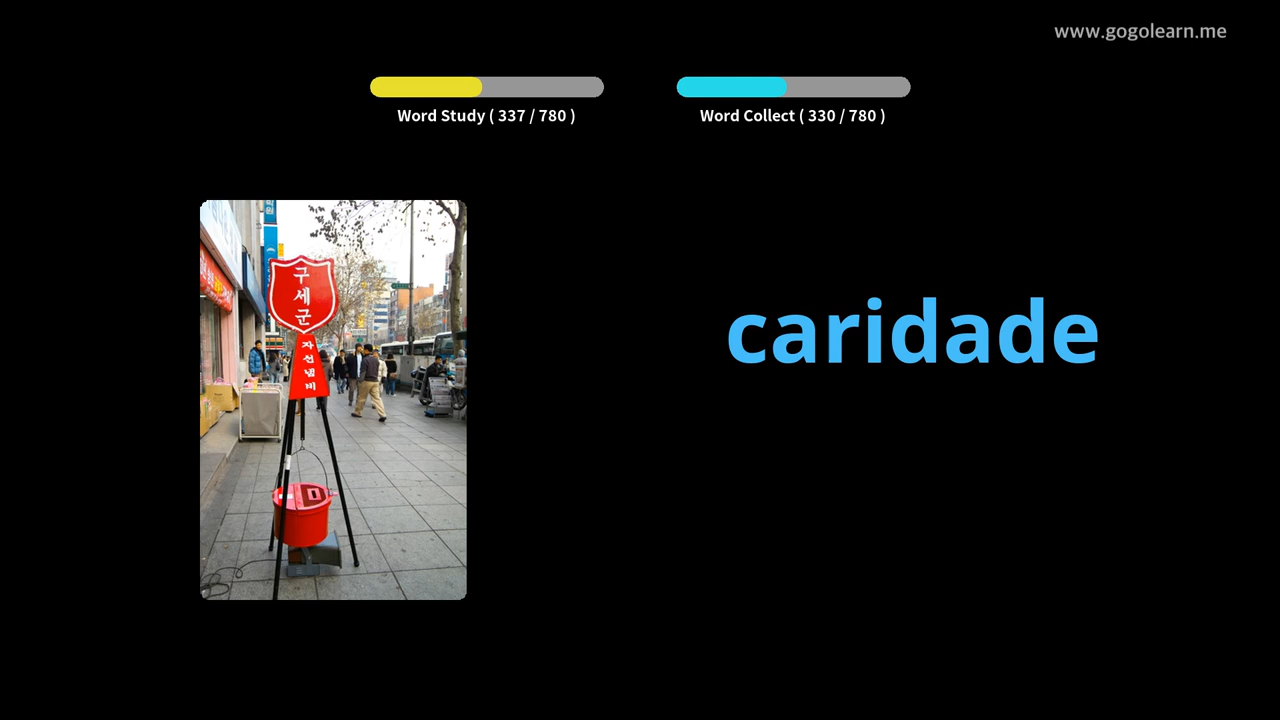 www.gogolearn.me
Word Study ( 337 / 780 )
Word Collect ( 330 / 780 )
구
세
군
자
선
냄
비
caridade